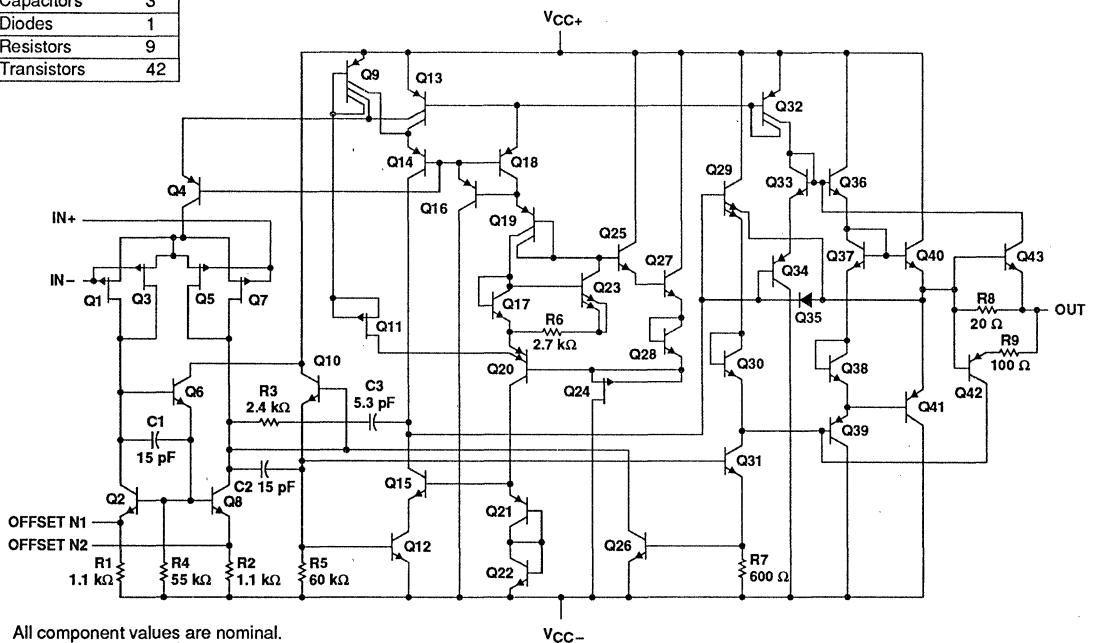 Capacitors 3
Diodes 1
Resistors 9
Transistors 42
VCC+
Q9
Q13
Q32
Q14
Q18
Q29
Q33
Q36
Q4
Q16
IN+
Q19
Q25
Q27
Q34
Q37
Q40
Q43
IN–
Q1
Q3
Q5
Q7
Q23
Q17
Q35
R8
20 Ω
OUT
Q11
R6
2.7 kΩ
R9
100 Ω
Q28
Q10
Q20
Q30
Q38
Q42
Q6
R3
2.4 kΩ
C3
5.3 pF
Q24
Q41
C1
15 pF
Q39
C2 15 pF
Q31
Q2
Q8
Q15
Q21
OFFSET N1
OFFSET N2
Q12
Q26
R1
1.1 kΩ
R4
55 kΩ
R2
1.1 kΩ
R5
60 kΩ
Q22
R7
600 Ω
All component values are nominal.
VCC–